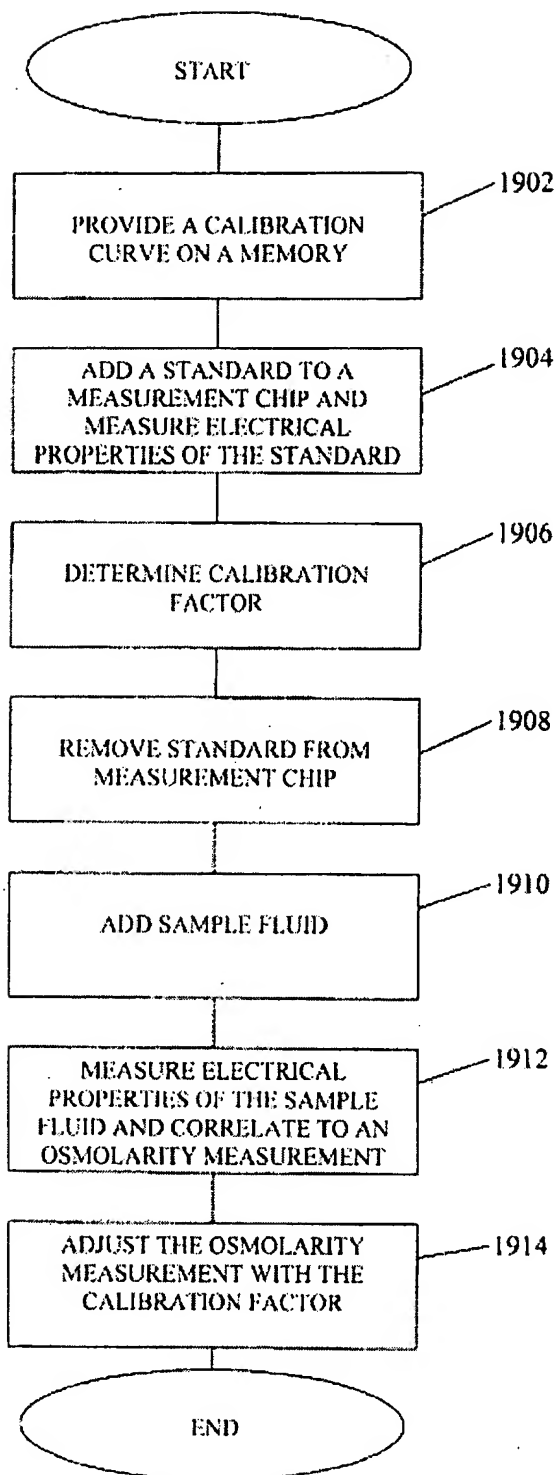 START
1902
PROVIDE A CALIBRATION
CURVE ON A MEMORY
1904
ADD A STANDARD TO A
MEASUREMENT CHIP AND
MEASURE ELECTRICAL
PROPERTIES OF THE STANDARD
1906
DETERMINE CALIBRATION
FACTOR
1908
REMOVE STANDARD FROM
MEASUREMENT CHIP
1910
ADD SAMPLE FLUID
1912
MEASURE ELECTRICAL
PROPERTIES OF THE SAMPLE
FLUID AND CORRELATE TO AN
OSMOLARITY MEASUREMENT
1914
ADJUST THE OSMOLARITY
MEASUREMENT WITH THE
CALIBRATION FACTOR
END